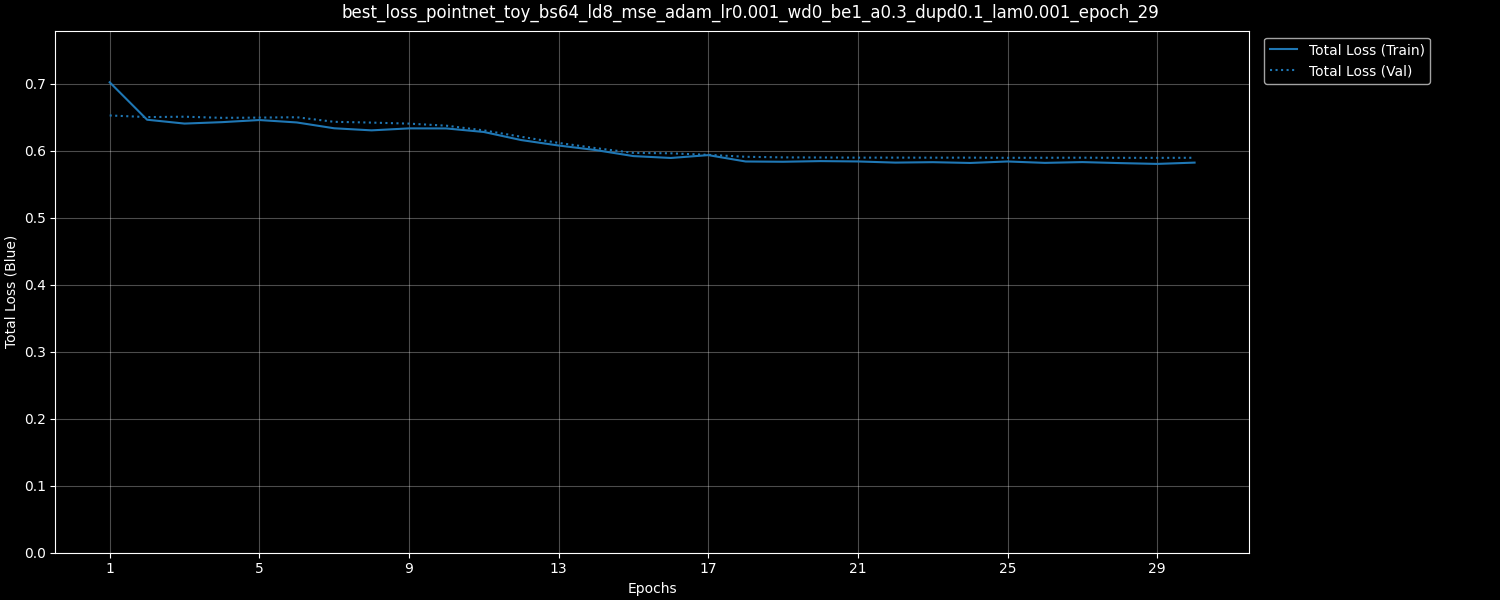 best_loss_pointnet_toy_bs64_ld8_mse_adam_lr0.001_wd0_be1_a0.3_dupd0.1_lam0.001_epoch_29
Total Loss (Train)
Total Loss (Val)
Total Loss (Blue)
0.7
0.6
0.5
0.4
0.3
0.2
0.1
0.0
1 5 9 13 17 21 25 29
Epochs